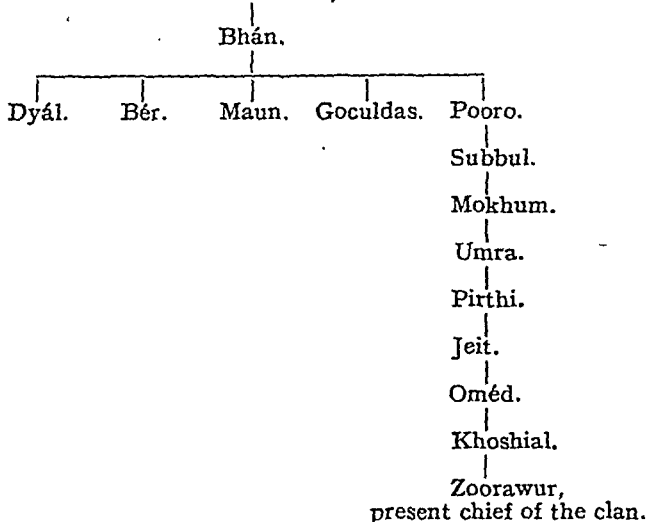 Bhán.
Dyál. Bér. Maun. Goculdas. Pooro.
Subbul.
Mokhum.
Umra.
Pirthi.
Jeit.
Oméd.
Khoshial.
Zoorawur,
present chief of the clan.